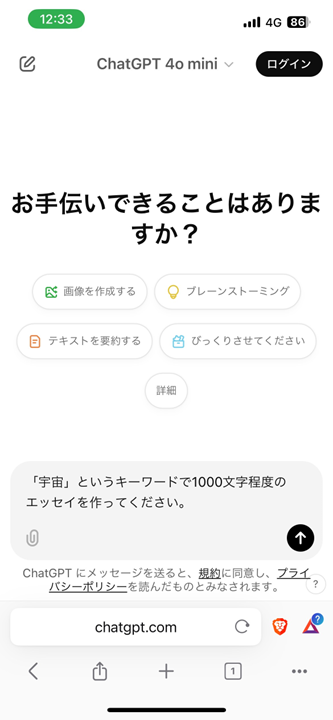 12:33
4G 86
ChatGPT 4o mini
ログイン
お手伝いできることはありま
すか？
画像を作成する
ブレーンストーミング
テキストを要約する
びっくりさせてください
詳細
「宇宙」というキーワードで1000文字程度の
エッセイを作ってください。
ChatGPT にメッセージを送ると、規約に同意し、プライ
バシーポリシーを読んだものとみなされます。
?
chatgpt.com
?
1